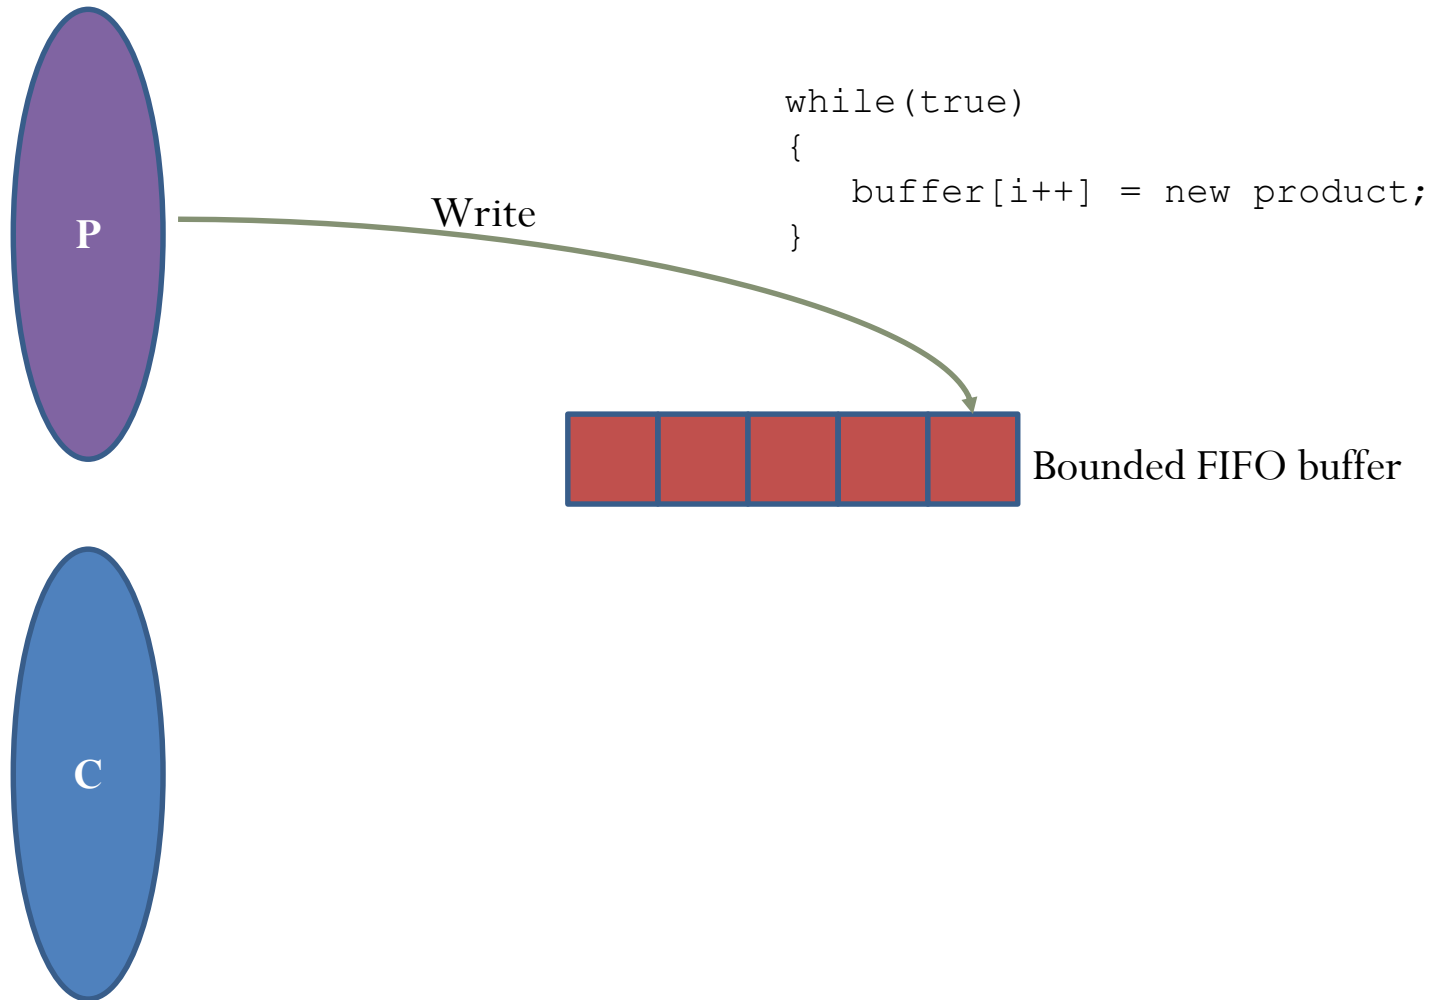 while(true)
{
   buffer[i++] = new product;
}
Write
P
Bounded FIFO buffer
C